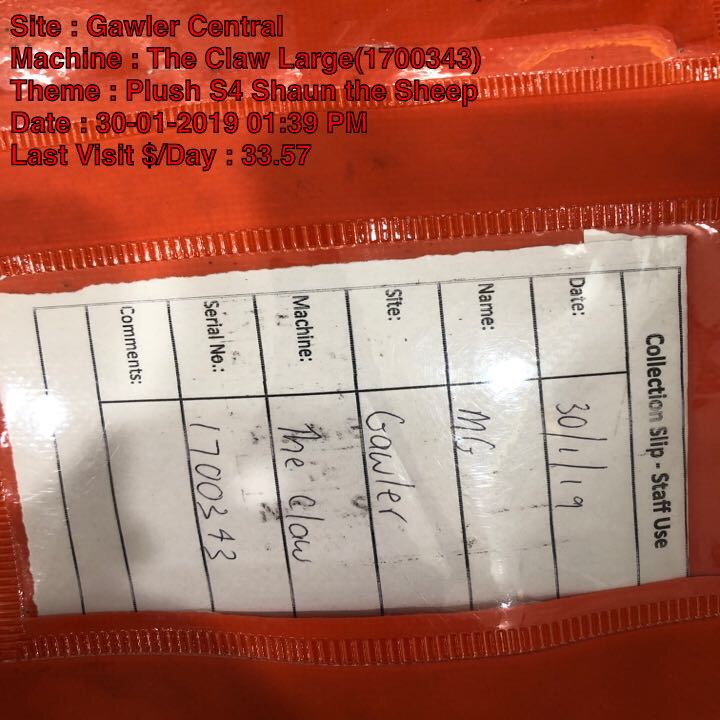 Site : Gawler Central
Machine : The Claw Large(1700343)
Theme : Plush S4 Shaun the Sheep
Date : 30-01-2019 01:39 PM
Last Visit $/Day : 33.57
Collection Slip - Staff Use
Date: 30/1/19
Name: MG
Site: Gawler
Machine: The Claw
Serial No.: 1700343
Comments: